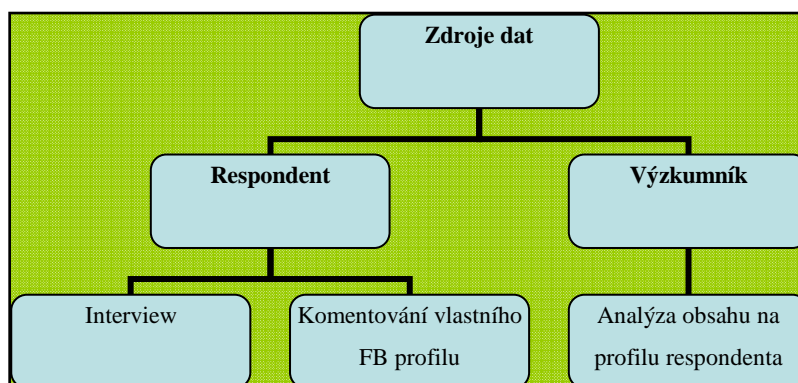 Zdroje dat
Respondent
Výzkumník
Interview
Komentování vlastního
FB profilu
Analýza obsahu na
profilu respondenta